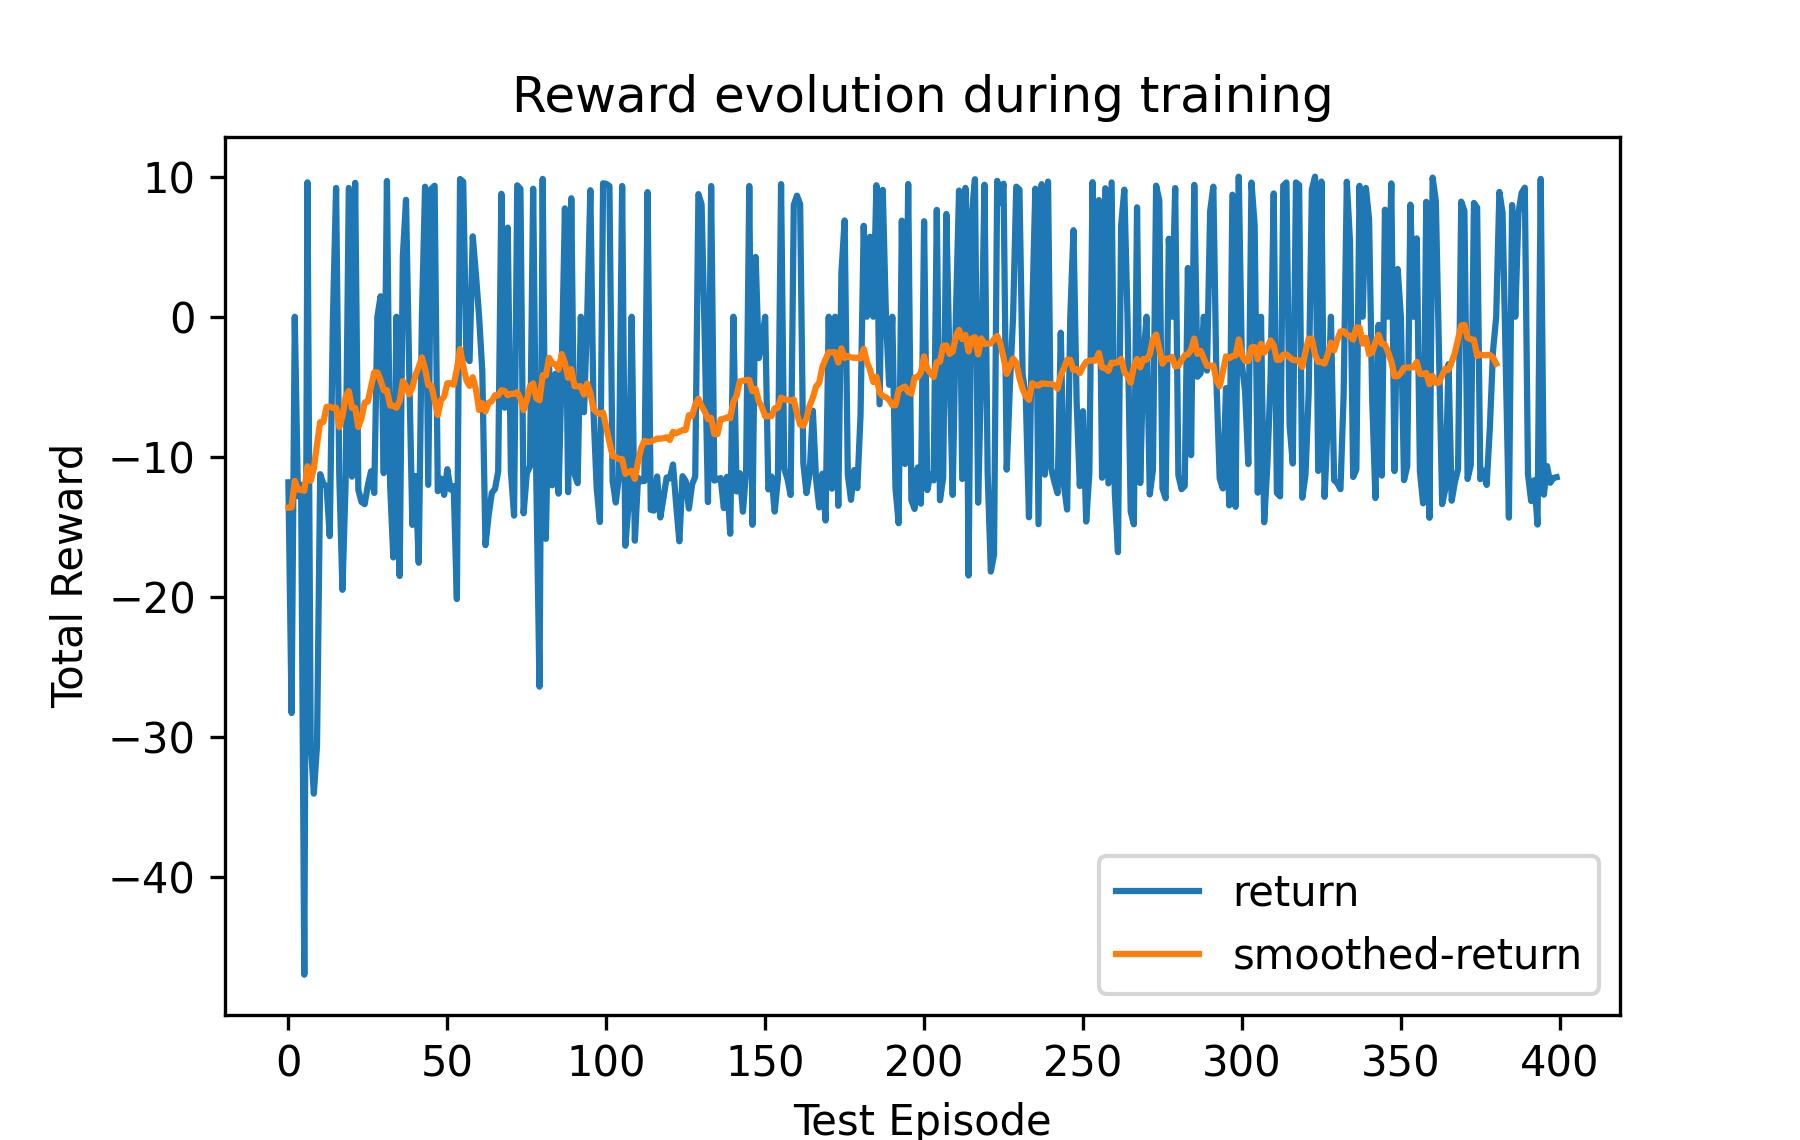 Reward evolution during training
10
0
−10
−20
−30
−40
Total Reward
return
smoothed-return
0 50 100 150 200 250 300 350 400
Test Episode